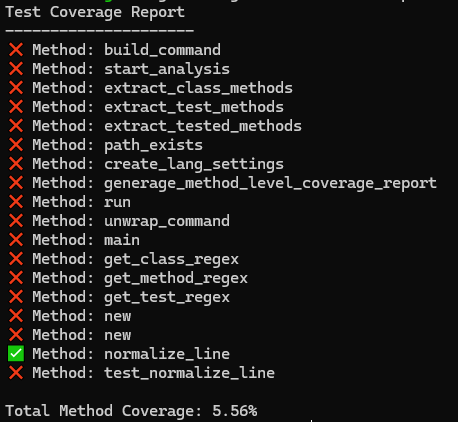 Test Coverage Report
---------------------
❌ Method: build_command
❌ Method: start_analysis
❌ Method: extract_class_methods
❌ Method: extract_test_methods
❌ Method: extract_tested_methods
❌ Method: path_exists
❌ Method: create_lang_settings
❌ Method: generage_method_level_coverage_report
❌ Method: run
❌ Method: unwrap_command
❌ Method: main
❌ Method: get_class_regex
❌ Method: get_method_regex
❌ Method: get_test_regex
❌ Method: new
❌ Method: new
✅ Method: normalize_line
❌ Method: test_normalize_line

Total Method Coverage: 5.56%